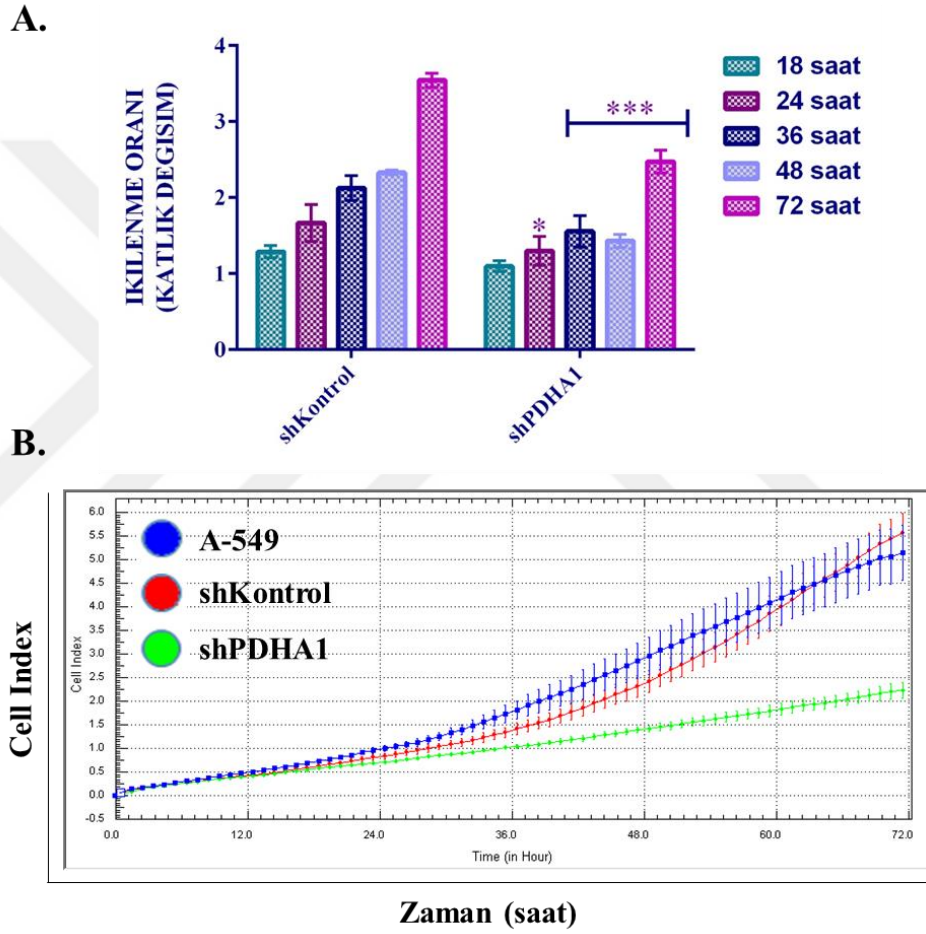 A.
IKILENME ORANI
(KATLIK DEGISIM)
4
3
2
1
0
***
*
18 saat
24 saat
36 saat
48 saat
72 saat
shKontrol
shPDHA1
B.
Cell Index
Cell Index
6.0
5.5
5.0
4.5
4.0
3.5
3.0
2.5
2.0
1.5
1.0
0.5
0.0
-0.5
A-549
shKontrol
shPDHA1
0.0 12.0 24.0 36.0 48.0 60.0 72.0
Time (in Hour)
Zaman (saat)